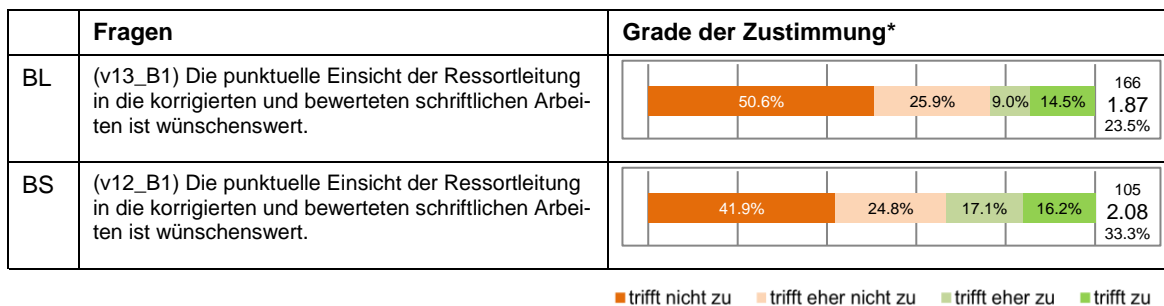 Fragen Grade der Zustimmung*
BL (v13_B1) Die punktuelle Einsicht der Ressortleitung
in die korrigierten und bewerteten schriftlichen Arbei-
ten ist wünschenswert.
50.6% 25.9% 9.0% 14.5%
166
1.87
23.5%
BS (v12_B1) Die punktuelle Einsicht der Ressortleitung
in die korrigierten und bewerteten schriftlichen Arbei-
ten ist wünschenswert.
41.9% 24.8% 17.1% 16.2%
105
2.08
33.3%
trifft nicht zu trifft eher nicht zu trifft eher zu trifft zu